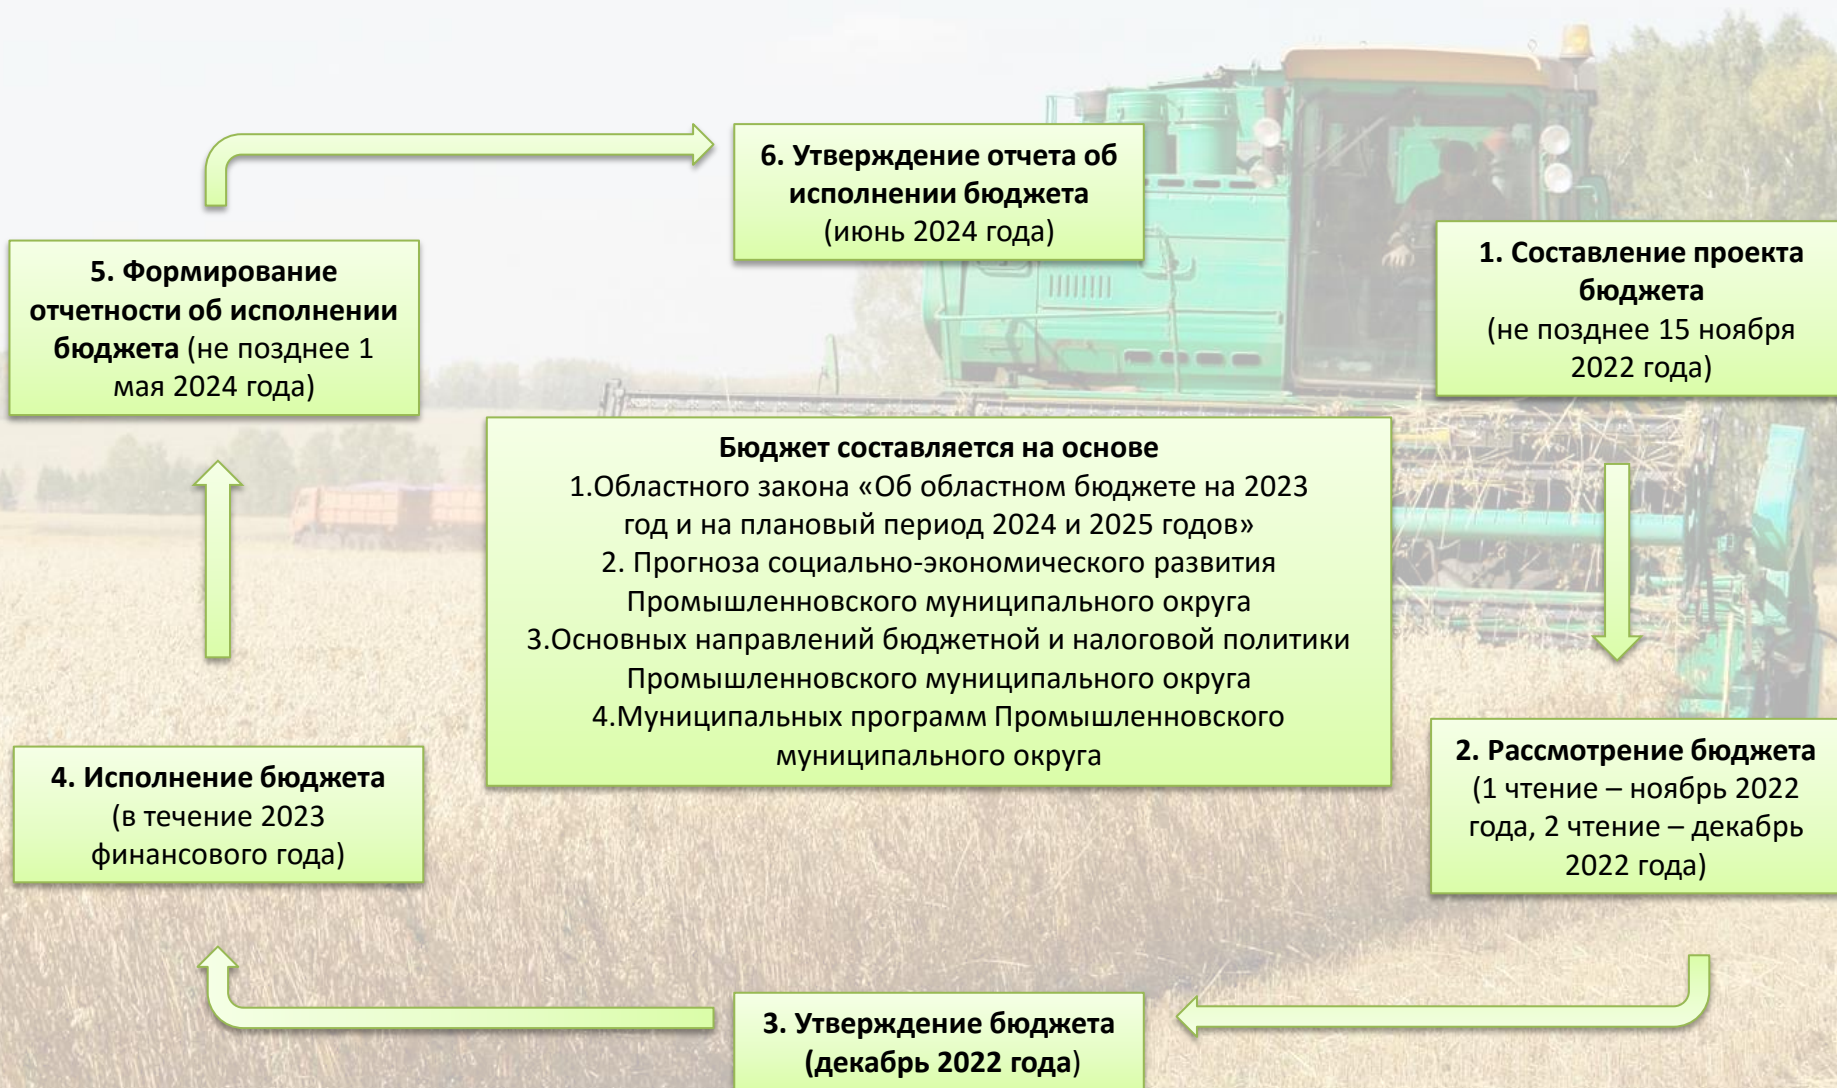 6. Утверждение отчета об
исполнении бюджета
(июнь 2024 года)
1. Составление проекта
бюджета
(не позднее 15 ноября
2022 года)
5. Формирование
отчетности об исполнении
бюджета (не позднее 1
мая 2024 года)
Бюджет составляется на основе
1.Областного закона «Об областном бюджете на 2023
год и на плановый период 2024 и 2025 годов»
2. Прогноза социально-экономического развития
Промышленновского муниципального округа
3.Основных направлений бюджетной и налоговой политики
Промышленновского муниципального округа
4.Муниципальных программ Промышленновского
муниципального округа
2. Рассмотрение бюджета
(1 чтение – ноябрь 2022
года, 2 чтение – декабрь
2022 года)
4. Исполнение бюджета
(в течение 2023
финансового года)
3. Утверждение бюджета
(декабрь 2022 года)